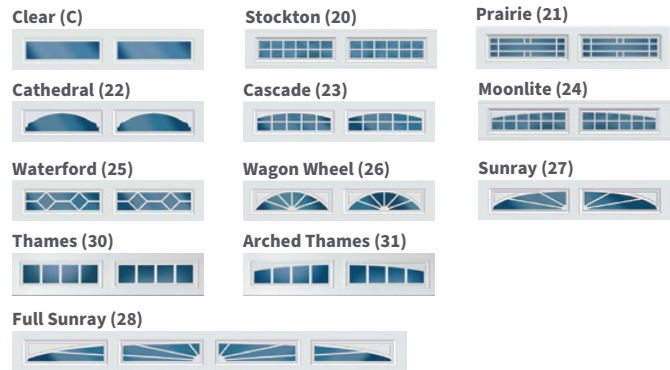 Clear (C)
Stockton (20)
Prairie (21)
Cathedral (22)
Cascade (23)
Moonlite (24)
Waterford (25)
Wagon Wheel (26)
Sunray (27)
Thames (30)
Arched Thames (31)
Full Sunray (28)